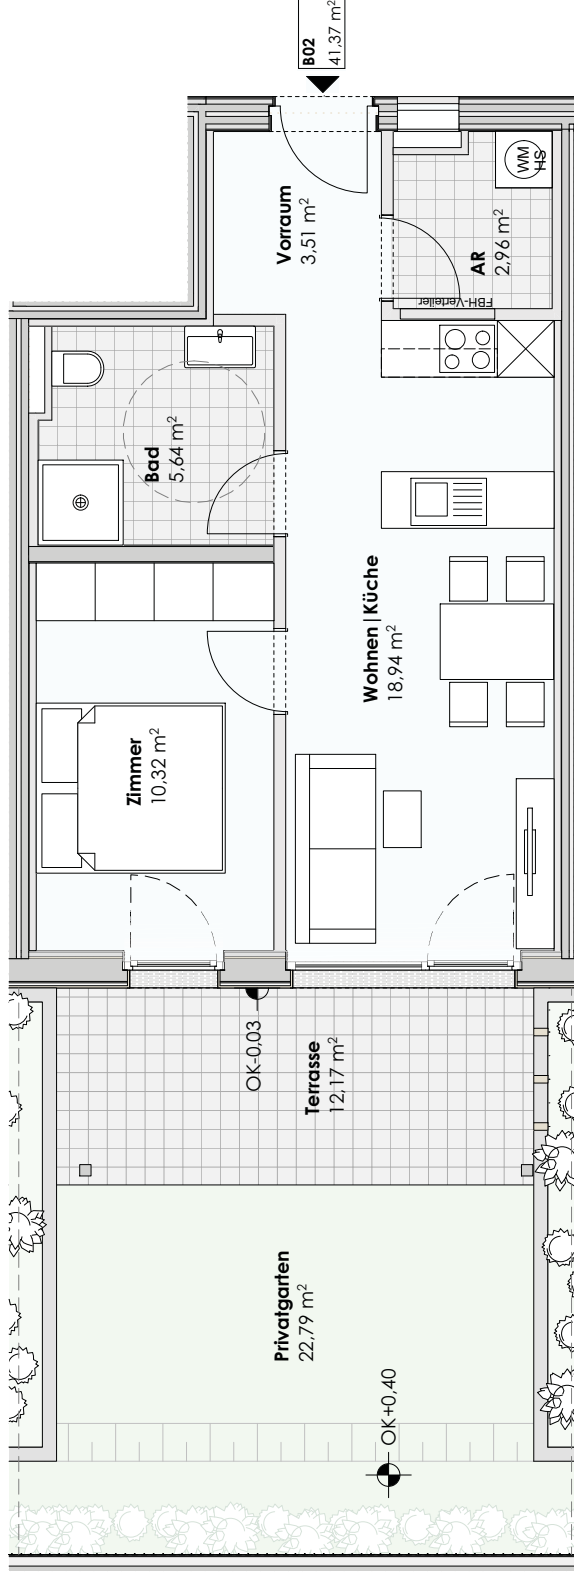 B02
41,37 m²
Vorraum
3,51 m²
WM
HS
AR
2,96 m²
FBH-Verteiler
Bad
5,64 m²
Wohnen|Küche
18,94 m²
Zimmer
10,32 m²
OK-0,03
Terrasse
12,17 m²
Privatgarten
22,79 m²
OK+0,40